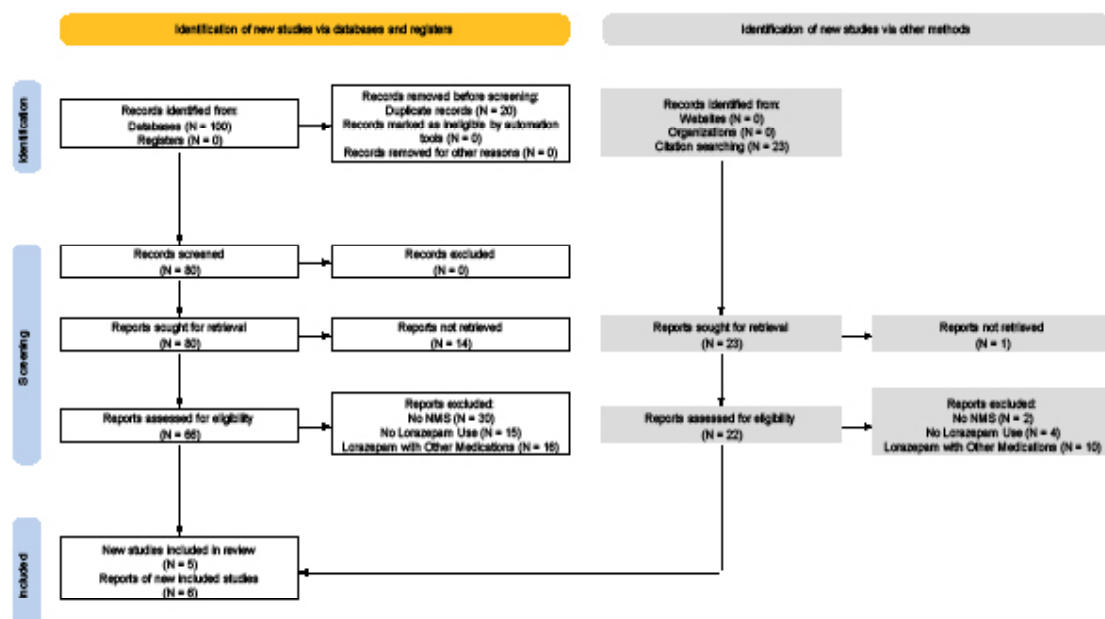 Identification of new studies via databases and registers
Identification of new studies via other methods
Identification
Records identified from:
Databases (N = 100)
Registers (N = 0)
Records removed before screening:
Duplicate records (N = 20)
Records marked as ineligible by automation
tools (N = 0)
Records removed for other reasons (N = 0)
Records identified from:
Websites (N = 0)
Organizations (N = 0)
Citation searching (N = 23)
Screening
Records screened
(N = 80)
Records excluded
(N = 0)
Reports sought for retrieval
(N = 80)
Reports not retrieved
(N = 14)
Reports sought for retrieval
(N = 23)
Reports not retrieved
(N = 1)
Reports assessed for eligibility
(N = 66)
Reports excluded:
No NMS (N = 30)
No Lorazepam Use (N = 15)
Lorazepam with Other Medications (N = 16)
Reports assessed for eligibility
(N = 22)
Reports excluded:
No NMS (N = 2)
No Lorazepam Use (N = 4)
Lorazepam with Other Medications (N = 10)
Included
New studies included in review
(N = 5)
Reports of new included studies
(N = 6)